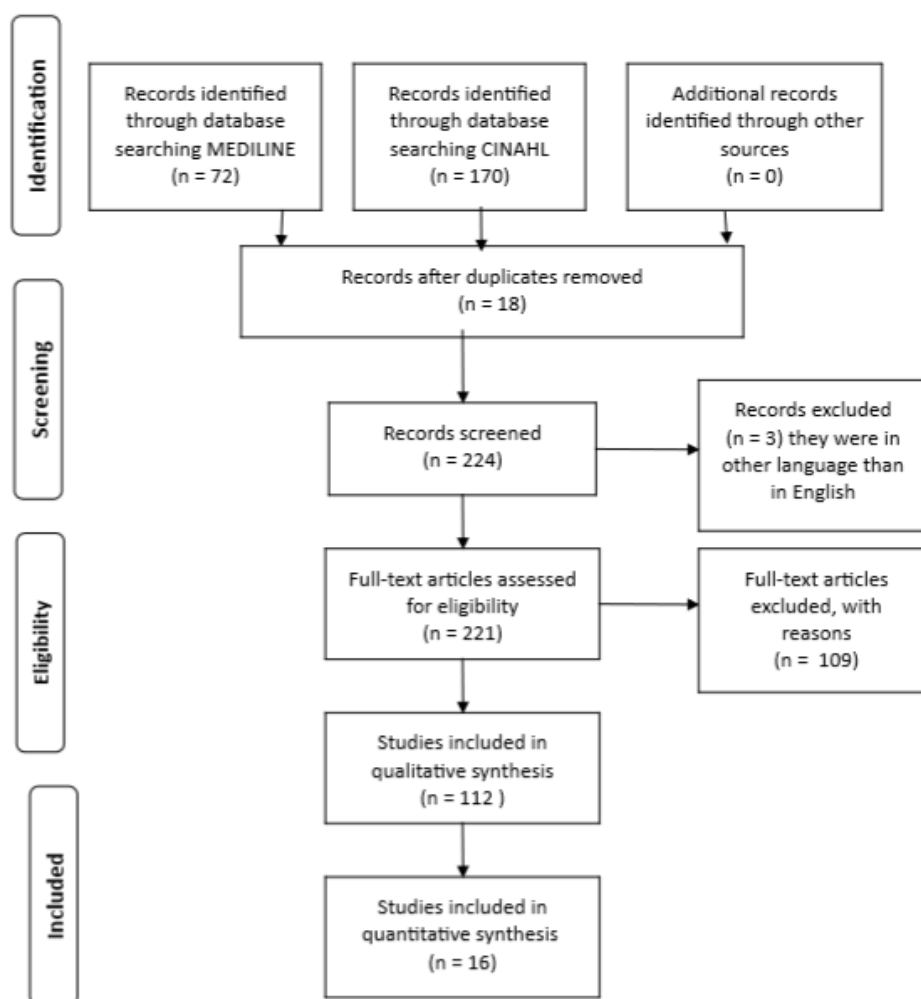 Identification
Records identified
through database
searching MEDILINE
(n = 72)
Records identified
through database
searching CINAHL
(n = 170)
Additional records
identified through other
sources
(n = 0)
Records after duplicates removed
(n = 18)
Screening
Records screened
(n = 224)
Records excluded
(n = 3) they were in
other language than
in English
Eligibility
Full-text articles assessed
for eligibility
(n = 221)
Full-text articles
excluded, with
reasons
(n =  109)
Studies included in
qualitative synthesis
(n = 112 )
Included
Studies included in
quantitative synthesis
(n = 16)